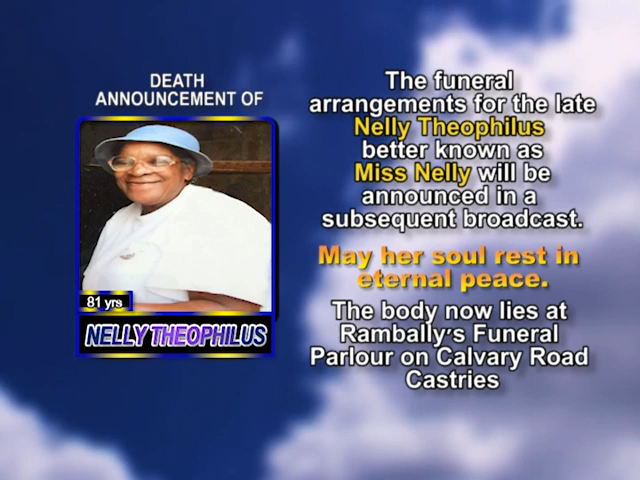 DEATH
ANNOUNCEMENT OF
81 yrs
NELLY THEOPHILUS
The funeral
arrangements for the late
Nelly Theophilus
better known as
Miss Nelly will be
announced in a
subsequent broadcast.
May her soul rest in
eternal peace.
The body now lies at
Rambally's Funeral
Parlour on Calvary Road
Castries